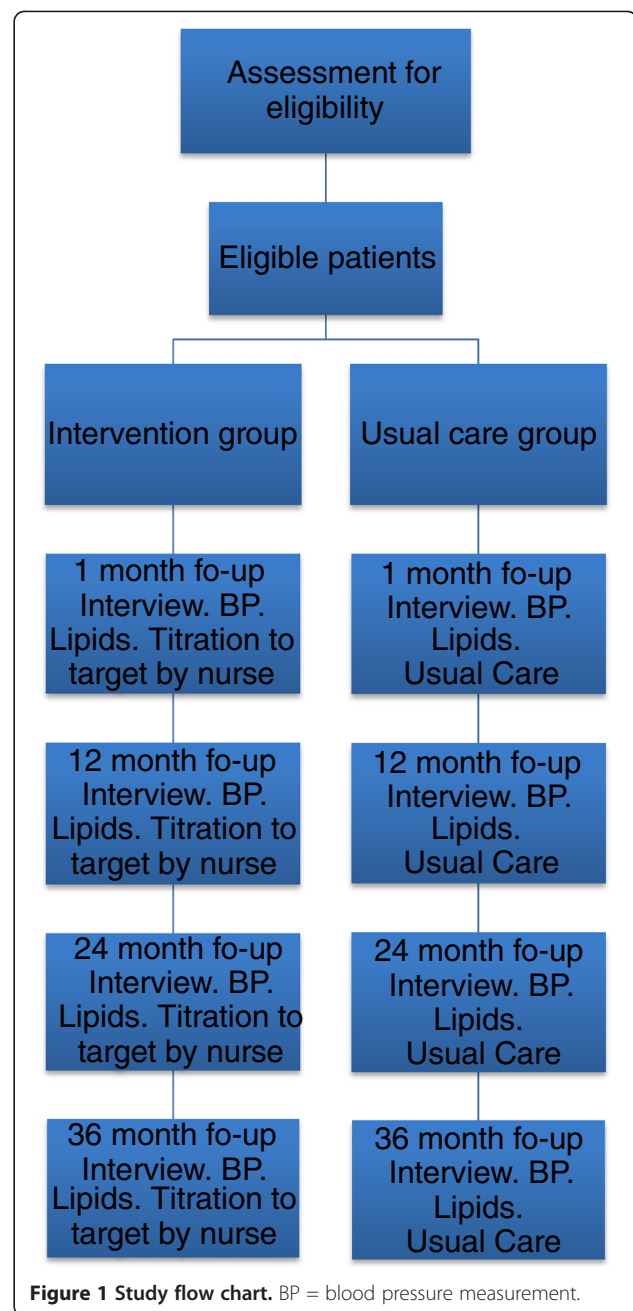 Assessment for
eligibility
Eligible patients
Intervention group
Usual care group
1 month fo-up
Interview. BP.
Lipids. Titration to
target by nurse
1 month fo-up
Interview. BP.
Lipids.
Usual Care
12 month fo-up
Interview. BP.
Lipids. Titration to
target by nurse
12 month fo-up
Interview. BP.
Lipids.
Usual Care
24 month fo-up
Interview. BP.
Lipids. Titration to
target by nurse
24 month fo-up
Interview. BP.
Lipids.
Usual Care
36 month fo-up
Interview. BP.
Lipids. Titration to
target by nurse
36 month fo-up
Interview. BP.
Lipids.
Usual Care
Figure 1 Study flow chart. BP = blood pressure measurement.